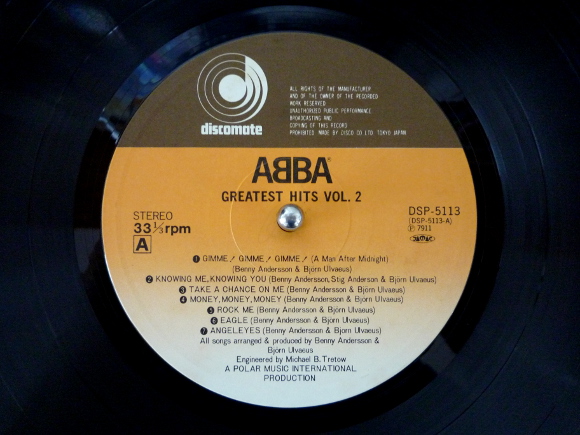 discomate
ALL RIGHTS OF THE MANUFACTURER
AND OF THE OWNER OF THE RECORDED
WORK RESERVED
UNAUTHORIZED PUBLIC PERFORMANCE
BROADCASTING AND
COPYING OF THIS RECORD
PROHIBITED MADE BY DISCO CO LTD TOKYO JAPAN
ABBA
GREATEST HITS VOL. 2
STEREO
33⅓rpm
A
DSP-5113
(DSP-5113-A)
Ⓟ 7911
❶ GIMME! GIMME! GIMME! (A Man After Midnight)
(Benny Andersson & Björn Ulvaeus)
❷ KNOWING ME, KNOWING YOU (Benny Andersson, Stig Anderson & Björn Ulvaeus)
❸ TAKE A CHANCE ON ME (Benny Andersson & Björn Ulvaeus)
❹ MONEY, MONEY, MONEY (Benny Andersson & Björn Ulvaeus)
❺ ROCK ME (Benny Andersson & Björn Ulvaeus)
❻ EAGLE (Benny Andersson & Björn Ulvaeus)
❼ ANGELEYES (Benny Andersson & Björn Ulvaeus)
All songs arranged & produced by Benny Andersson &
Björn Ulvaeus
Engineered by Michael B. Tretow
A POLAR MUSIC INTERNATIONAL
PRODUCTION